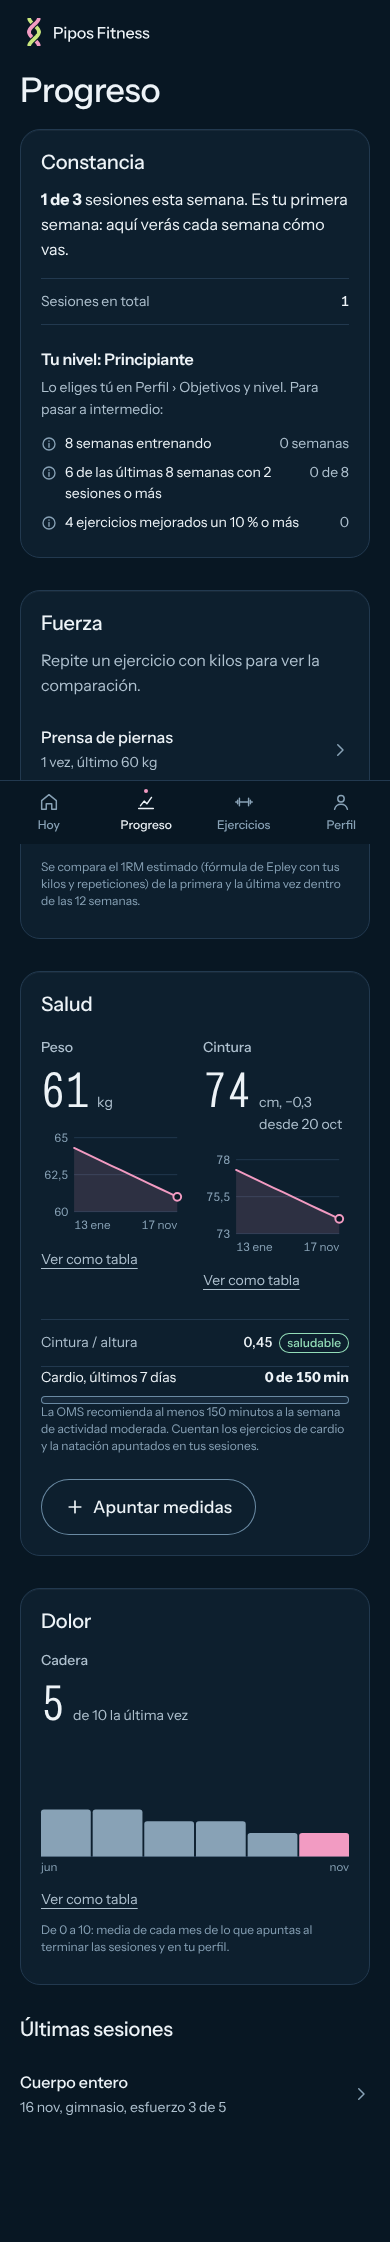 Pipos Fitness
Progreso
Constancia
1 de 3 sesiones esta semana. Es tu primera
semana: aquí verás cada semana cómo
vas.
Sesiones en total 1
Tu nivel: Principiante
Lo eliges tú en Perfil › Objetivos y nivel. Para
pasar a intermedio:
8 semanas entrenando 0 semanas
6 de las últimas 8 semanas con 2 0 de 8
sesiones o más
4 ejercicios mejorados un 10 % o más 0
Fuerza
Repite un ejercicio con kilos para ver la
comparación.
Prensa de piernas
1 vez, último 60 kg
Hoy Progreso Ejercicios Perfil
Se compara el 1RM estimado (fórmula de Epley con tus
kilos y repeticiones) de la primera y la última vez dentro
de las 12 semanas.
Salud
Peso
61 kg
65
62,5
60
13 ene 17 nov
Ver como tabla
Cintura
74 cm, −0,3
desde 20 oct
78
75,5
73
13 ene 17 nov
Ver como tabla
Cintura / altura 0,45 saludable
Cardio, últimos 7 días 0 de 150 min
La OMS recomienda al menos 150 minutos a la semana
de actividad moderada. Cuentan los ejercicios de cardio
y la natación apuntados en tus sesiones.
+ Apuntar medidas
Dolor
Cadera
5 de 10 la última vez
jun nov
Ver como tabla
De 0 a 10: media de cada mes de lo que apuntas al
terminar las sesiones y en tu perfil.
Últimas sesiones
Cuerpo entero
16 nov, gimnasio, esfuerzo 3 de 5